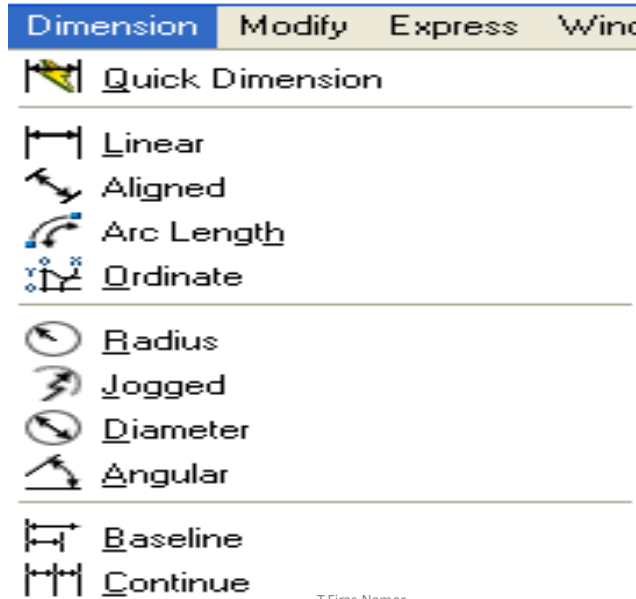 Dimension Modify Express
Quick Dimension
Linear
Aligned
Arc Length
Ordinate
Radius
Jogged
Diameter
Angular
Baseline
Continue